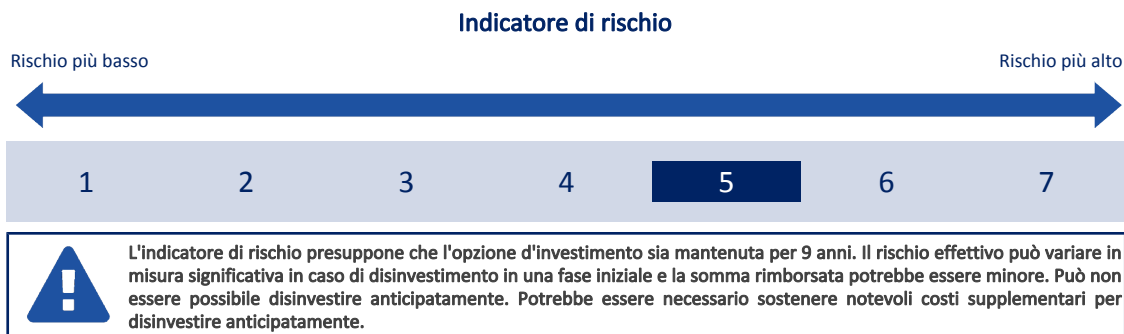 Indicatore di rischio
Rischio più basso
Rischio più alto
1 2 3 4 5 6 7
L'indicatore di rischio presuppone che l'opzione d'investimento sia mantenuta per 9 anni. Il rischio effettivo può variare in
misura significativa in caso di disinvestimento in una fase iniziale e la somma rimborsata potrebbe essere minore. Può non
essere possibile disinvestire anticipatamente. Potrebbe essere necessario sostenere notevoli costi supplementari per
disinvestire anticipatamente.